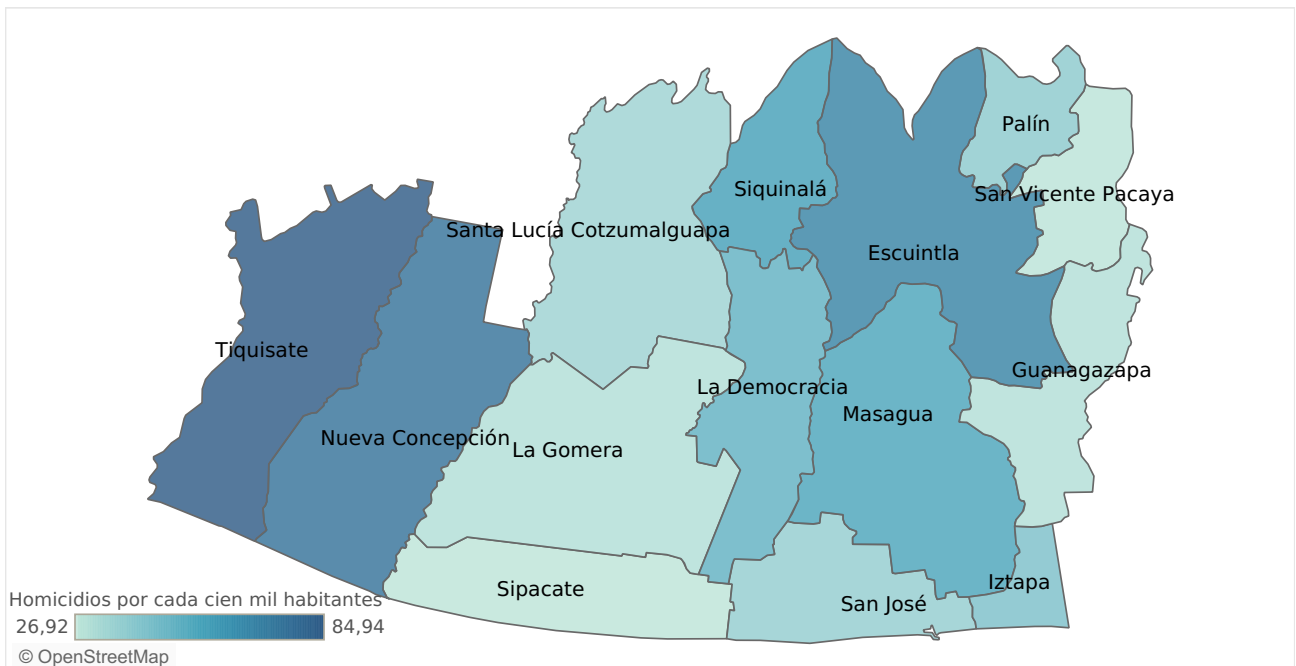 Palín
Siquinalá
San Vicente Pacaya
Santa Lucía Cotzumalguapa
Escuintla
Tiquisate
Guanagazapa
La Democracia
Masagua
Nueva Concepción
La Gomera
Iztapa
Sipacate
San José
Homicidios por cada cien mil habitantes
26,92 84,94
© OpenStreetMap